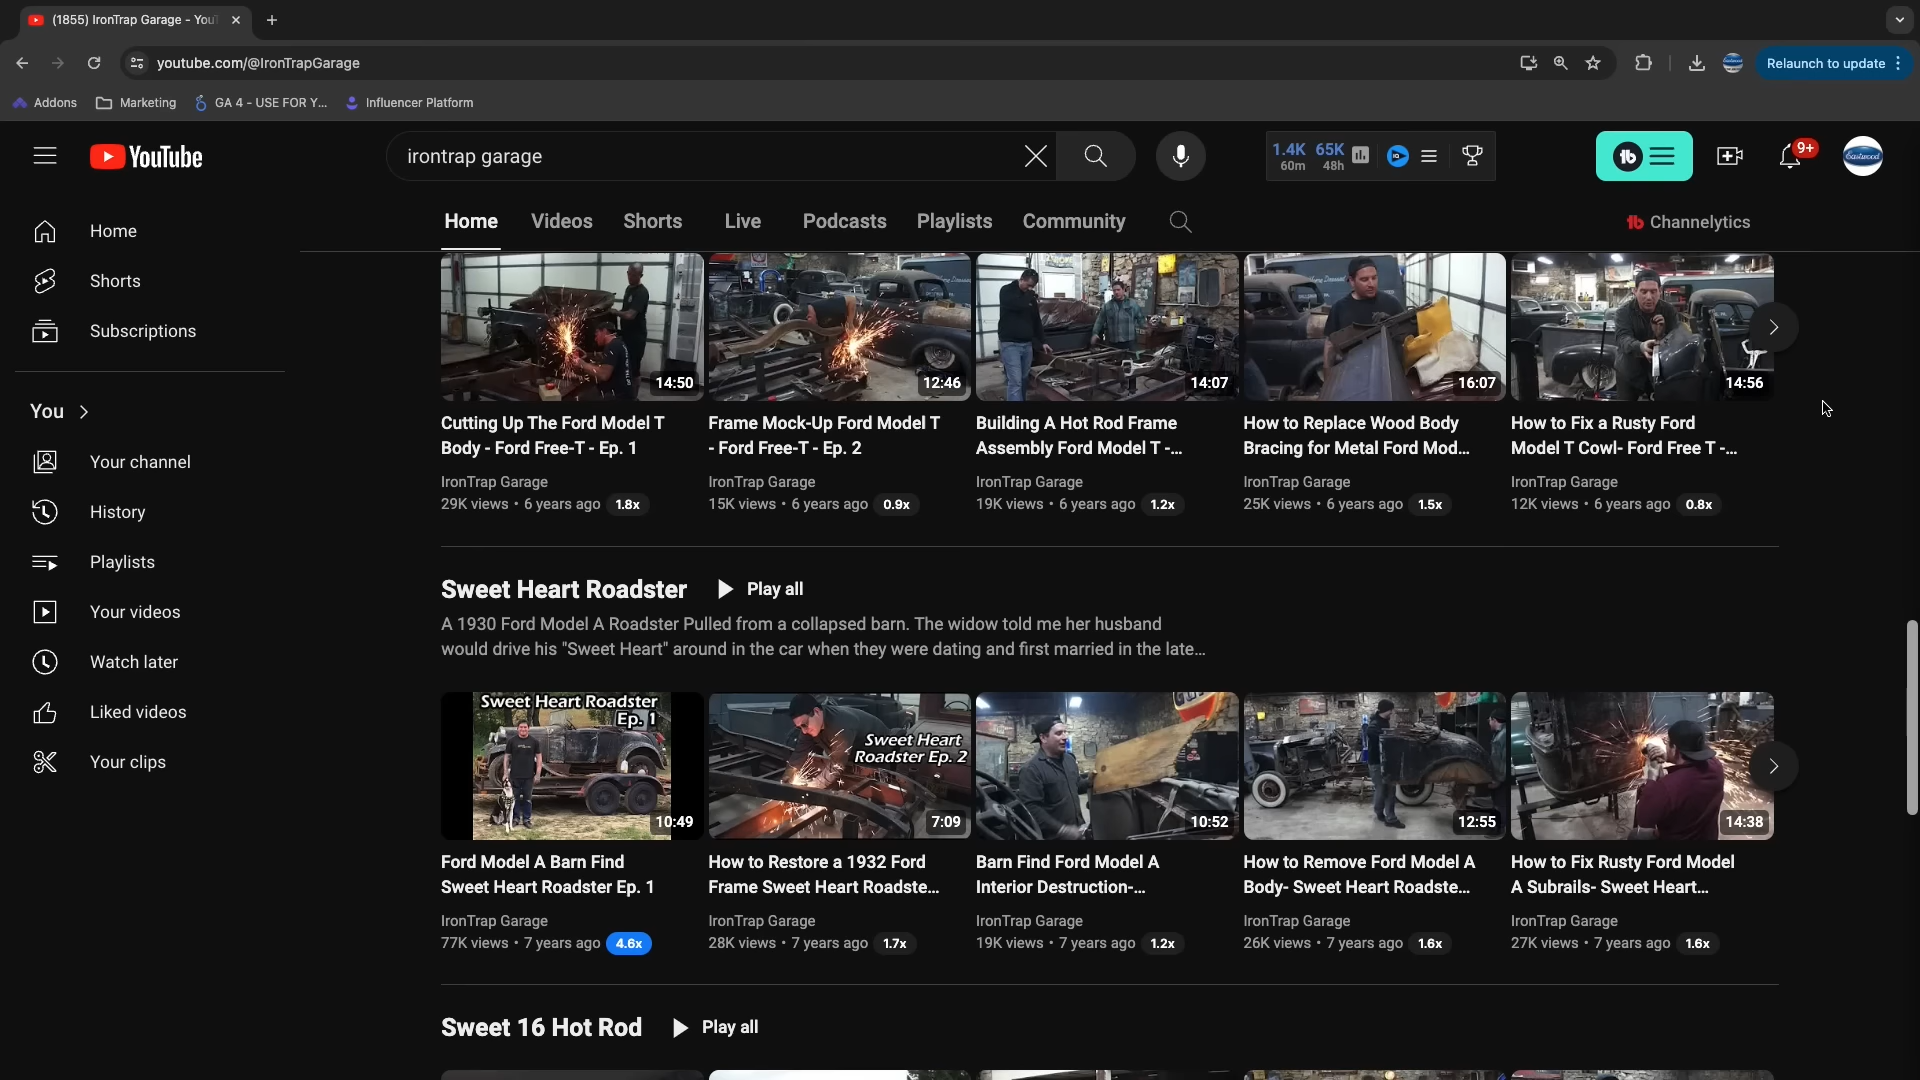 (1855) IronTrap Garage - You
youtube.com/@IronTrapGarage
Relaunch to update
Addons
Marketing
GA 4 - USE FOR Y...
Influencer Platform
YouTube
irontrap garage
1.4K
60m
65K
48h
9+
Eastwood
Home
Videos
Shorts
Live
Podcasts
Playlists
Community
Channelytics
Home
Shorts
Subscriptions
You
Your channel
History
Playlists
Your videos
Watch later
Liked videos
Your clips
14:50
12:46
14:07
16:07
14:56
Cutting Up The Ford Model T
Body - Ford Free-T - Ep. 1
IronTrap Garage
29K views • 6 years ago 1.8x
Frame Mock-Up Ford Model T
- Ford Free-T - Ep. 2
IronTrap Garage
15K views • 6 years ago 0.9x
Building A Hot Rod Frame
Assembly Ford Model T -...
IronTrap Garage
19K views • 6 years ago 1.2x
How to Replace Wood Body
Bracing for Metal Ford Mod...
IronTrap Garage
25K views • 6 years ago 1.5x
How to Fix a Rusty Ford
Model T Cowl- Ford Free T -...
IronTrap Garage
12K views • 6 years ago 0.8x
Sweet Heart Roadster
Play all
A 1930 Ford Model A Roadster Pulled from a collapsed barn. The widow told me her husband
would drive his "Sweet Heart" around in the car when they were dating and first married in the late...
Sweet Heart Roadster
Ep. 1
10:49
Sweet Heart
Roadster Ep. 2
7:09
10:52
12:55
14:38
Ford Model A Barn Find
Sweet Heart Roadster Ep. 1
IronTrap Garage
77K views • 7 years ago 4.6x
How to Restore a 1932 Ford
Frame Sweet Heart Roadste...
IronTrap Garage
28K views • 7 years ago 1.7x
Barn Find Ford Model A
Interior Destruction-...
IronTrap Garage
19K views • 7 years ago 1.2x
How to Remove Ford Model A
Body- Sweet Heart Roadste...
IronTrap Garage
26K views • 7 years ago 1.6x
How to Fix Rusty Ford Model
A Subrails- Sweet Heart...
IronTrap Garage
27K views • 7 years ago 1.6x
Sweet 16 Hot Rod
Play all